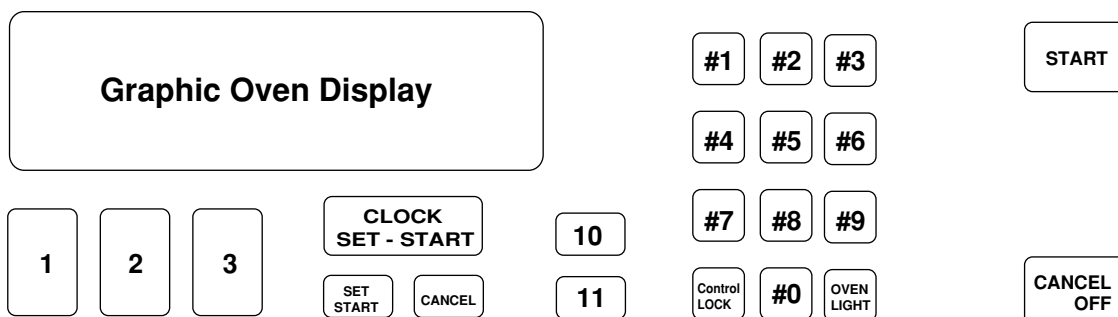 Graphic Oven Display
#1 #2 #3
START
#4 #5 #6
#7 #8 #9
1 2 3
CLOCK
SET - START
10
SET
START
CANCEL
11
Control
LOCK
#0
OVEN
LIGHT
CANCEL
OFF